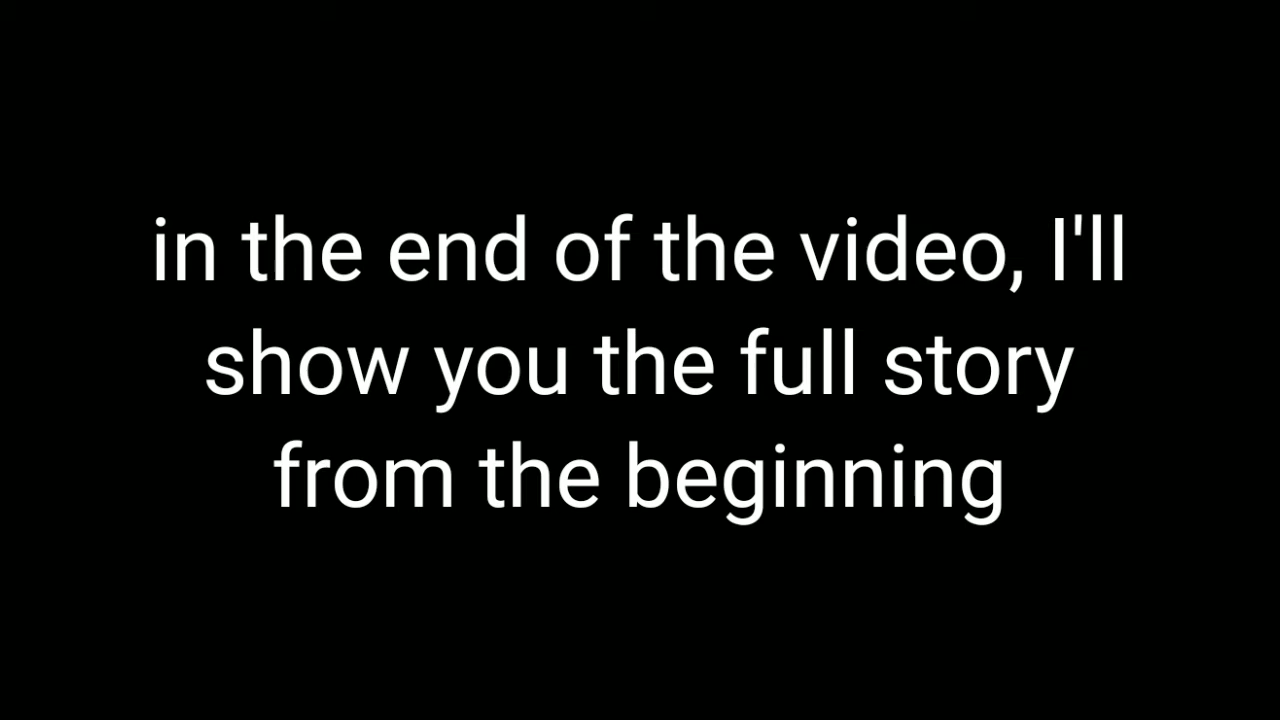 in the end of the video, I'll
show you the full story
from the beginning